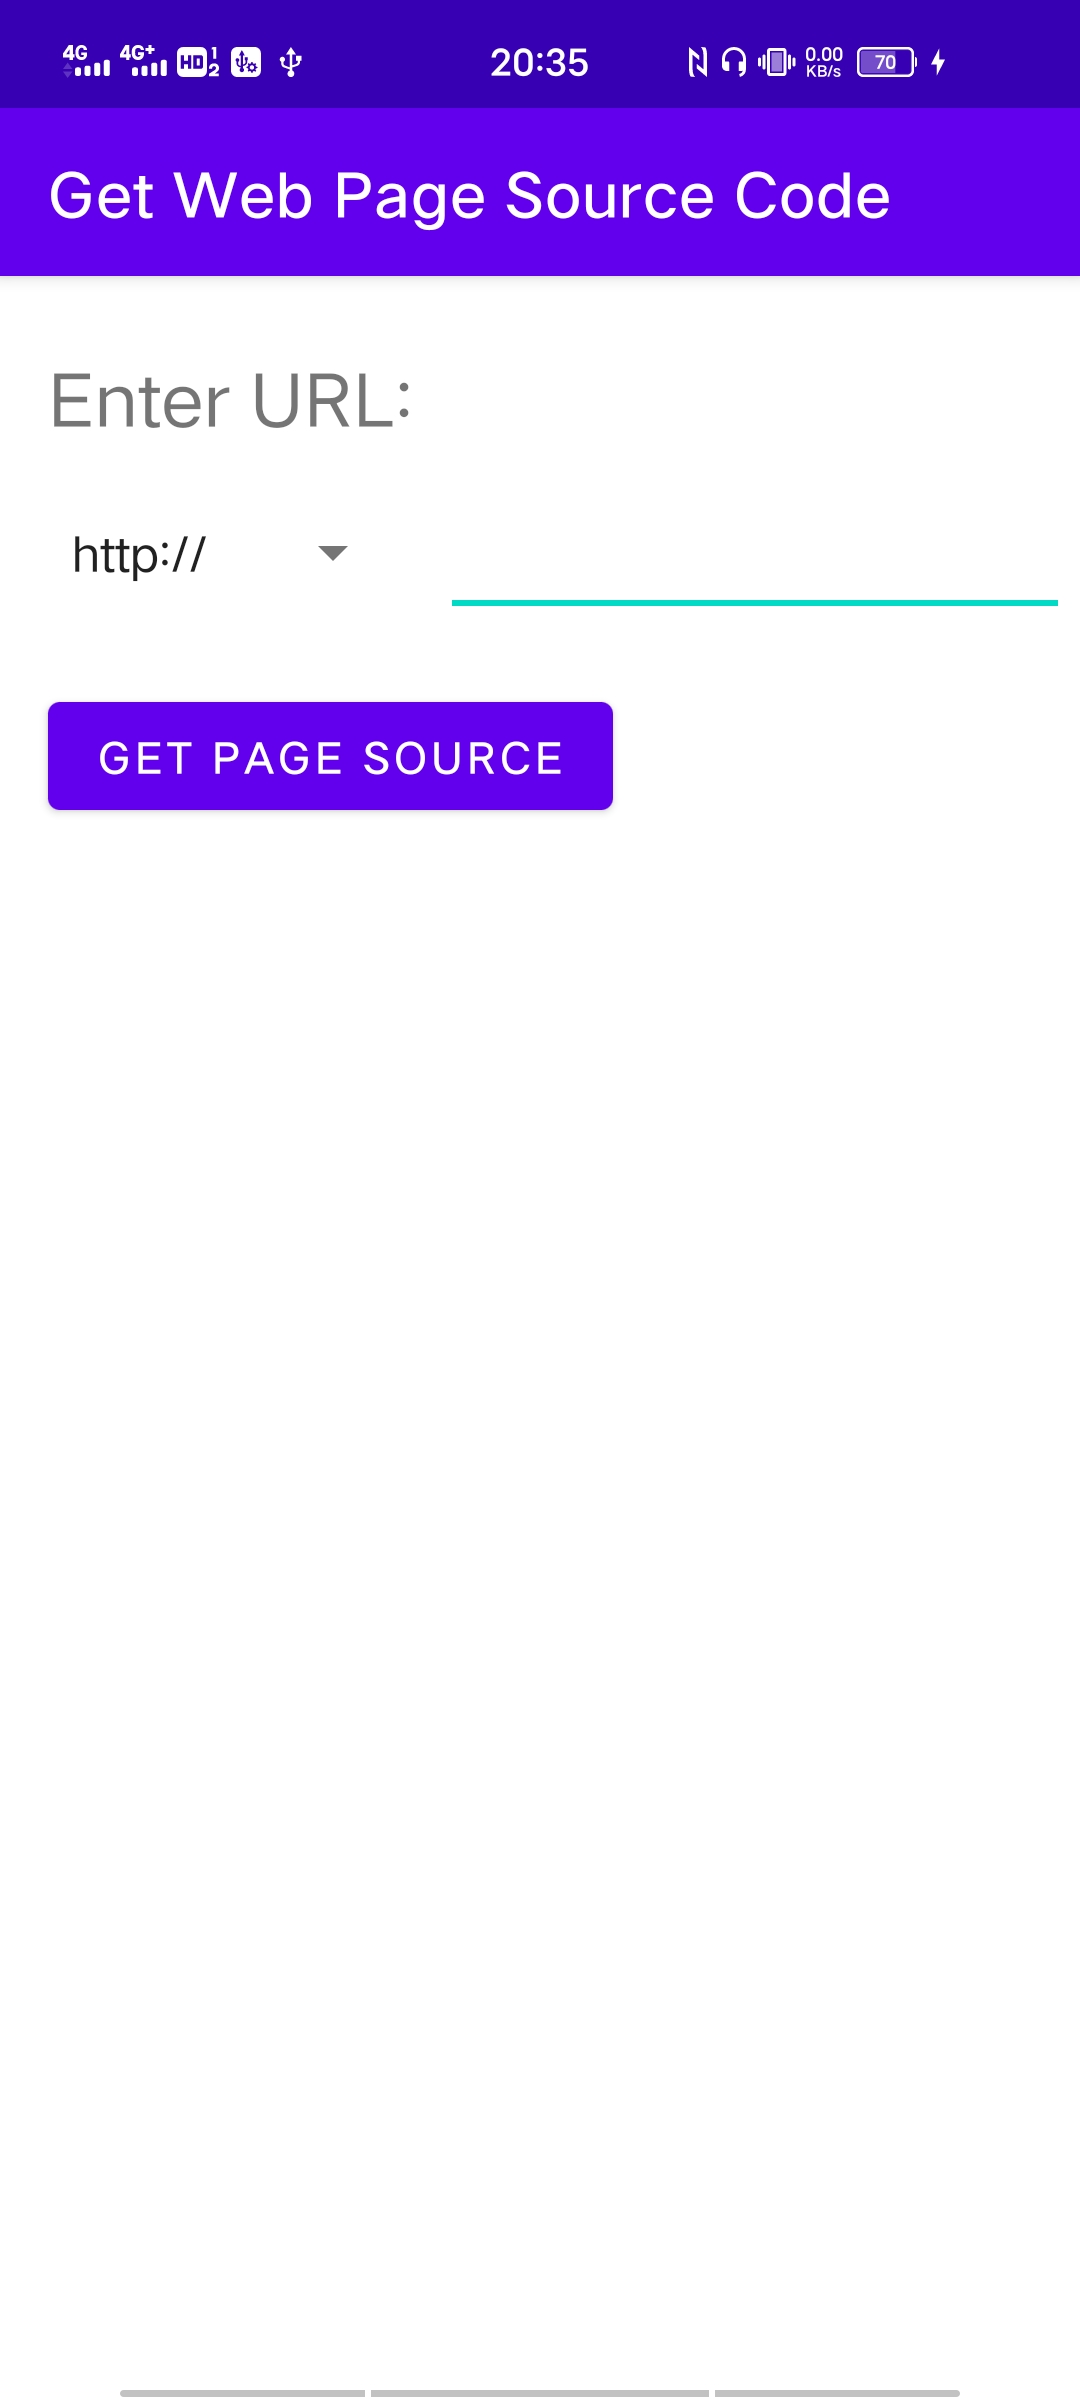 4G 4G+ HD 1 2 20:35 0.00 KB/s 70
Get Web Page Source Code
Enter URL:
http://
GET PAGE SOURCE